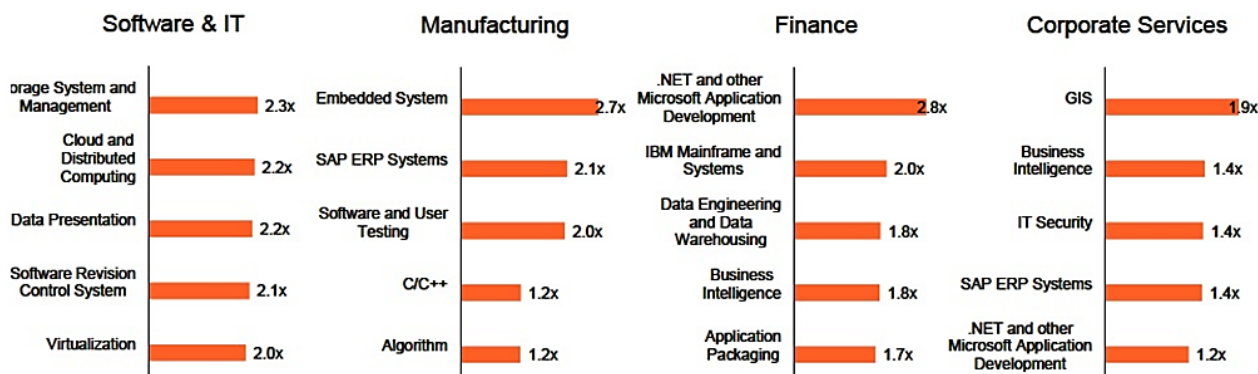 Software & IT
orage System and
Management
2.3x
Cloud and
Distributed
Computing
2.2x
Data Presentation
2.2x
Software Revision
Control System
2.1x
Virtualization
2.0x
Manufacturing
Embedded System
2.7x
SAP ERP Systems
2.1x
Software and User
Testing
2.0x
C/C++
1.2x
Algorithm
1.2x
Finance
.NET and other
Microsoft Application
Development
2.8x
IBM Mainframe and
Systems
2.0x
Data Engineering
and Data
Warehousing
1.8x
Business
Intelligence
1.8x
Application
Packaging
1.7x
Corporate Services
GIS
1.9x
Business
Intelligence
1.4x
IT Security
1.4x
SAP ERP Systems
1.4x
.NET and other
Microsoft Application
Development
1.2x